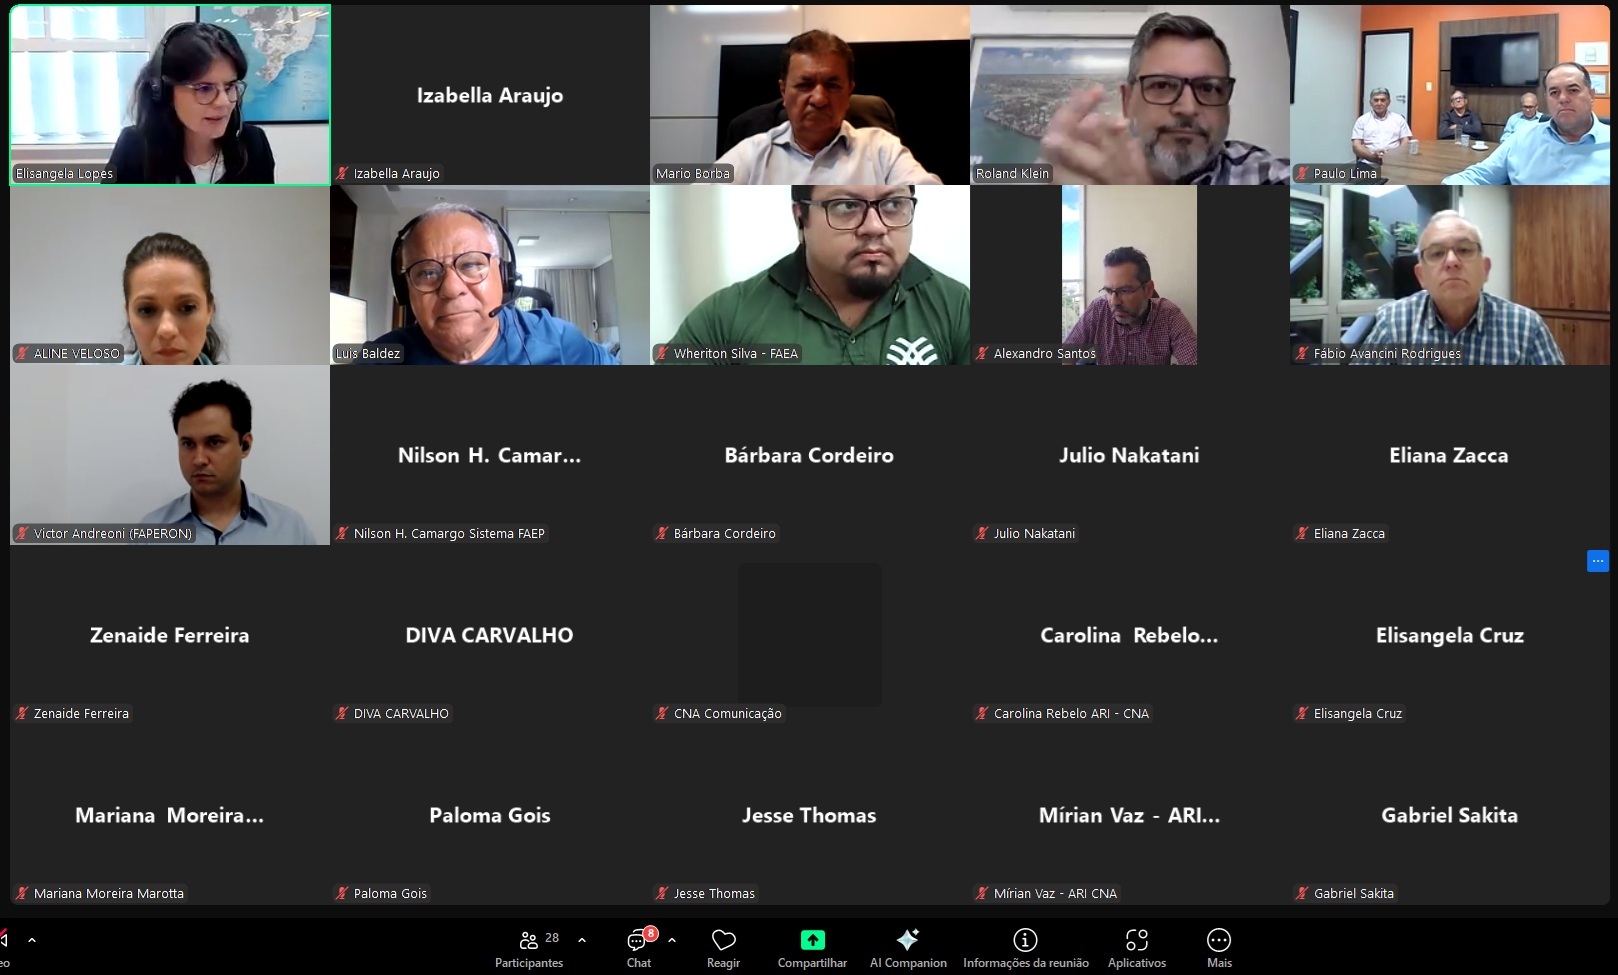 Izabella Araujo
Elisangela Lopes
Izabella Araujo
Mario Borba
Roland Klein
Paulo Lima
ALINE VELOSO
Luis Baldez
Wheriton Silva - FAEA
Alexandro Santos
Fábio Avancini Rodrigues
Nilson H. Camar...
Bárbara Cordeiro
Julio Nakatani
Eliana Zacca
Victor Andreoni (FAPERON)
Nilson H. Camargo Sistema FAEP
Bárbara Cordeiro
Julio Nakatani
Eliana Zacca
Zenaide Ferreira
DIVA CARVALHO
Carolina Rebelo...
Elisangela Cruz
Zenaide Ferreira
DIVA CARVALHO
CNA Comunicação
Carolina Rebelo ARI - CNA
Elisangela Cruz
Mariana Moreira...
Paloma Gois
Jesse Thomas
Mírian Vaz - ARI...
Gabriel Sakita
Mariana Moreira Marotta
Paloma Gois
Jesse Thomas
Mírian Vaz - ARI CNA
Gabriel Sakita
28
8
eo
Participantes
Chat
Reagir
Compartilhar
AI Companion
Informações da reunião
Aplicativos
Mais